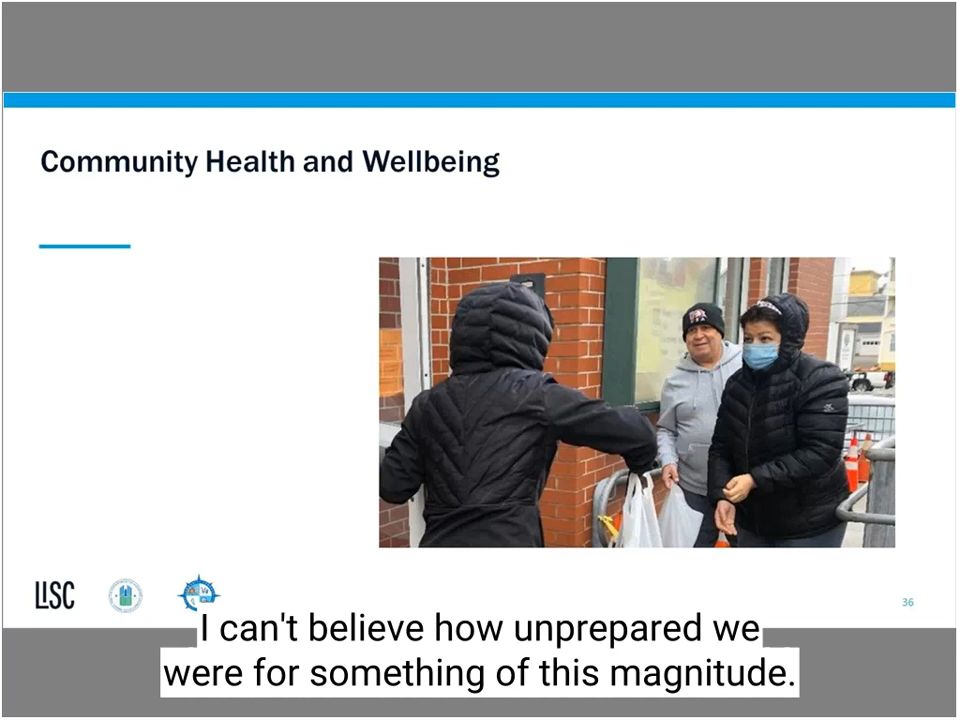 Community Health and Wellbeing
LISC
36
I can't believe how unprepared we
were for something of this magnitude.